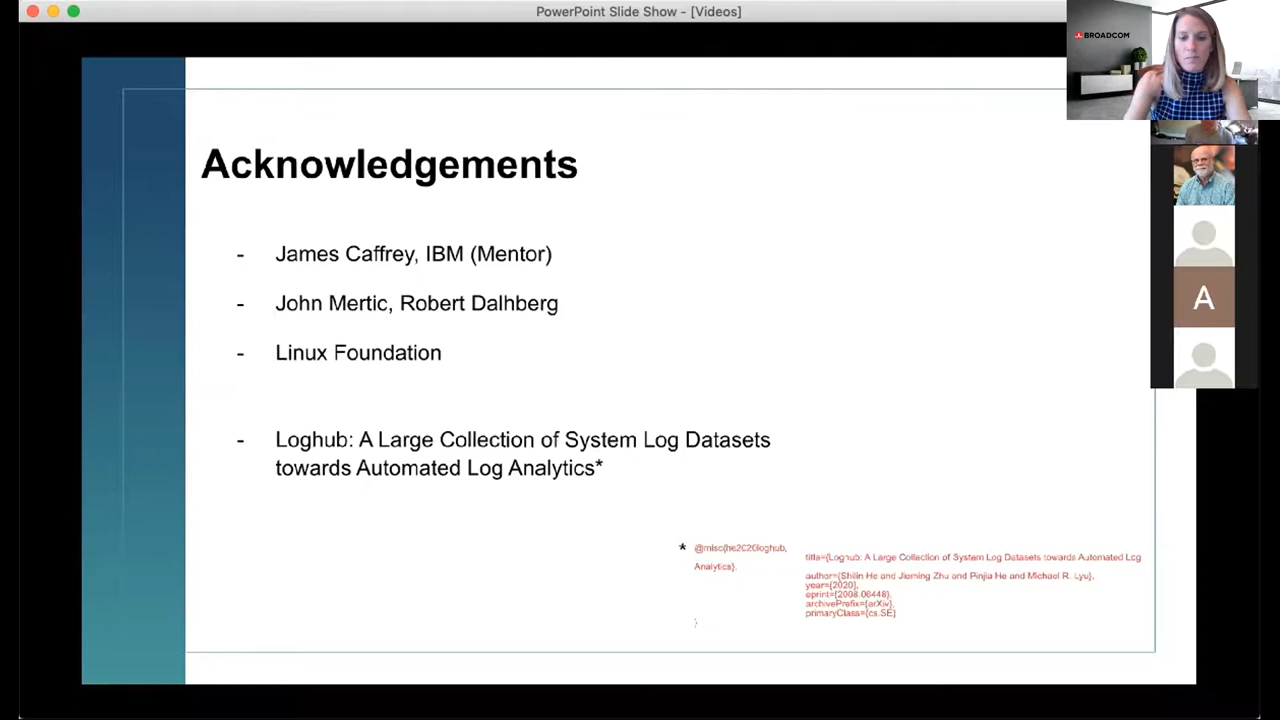 PowerPoint Slide Show - [Videos]
BROADCOM
Acknowledgements
- James Caffrey, IBM (Mentor)
- John Mertic, Robert Dalhberg
- Linux Foundation
- Loghub: A Large Collection of System Log Datasets
towards Automated Log Analytics*
A
* @misc{he2020loghub,
title={Loghub: A Large Collection of System Log Datasets towards Automated Log
Analytics},
author={Shilin He and Jieming Zhu and Pinjia He and Michael R. Lyu},
year={2020},
eprint={2008.06448},
archivePrefix={arXiv},
primaryClass={cs.SE}
}